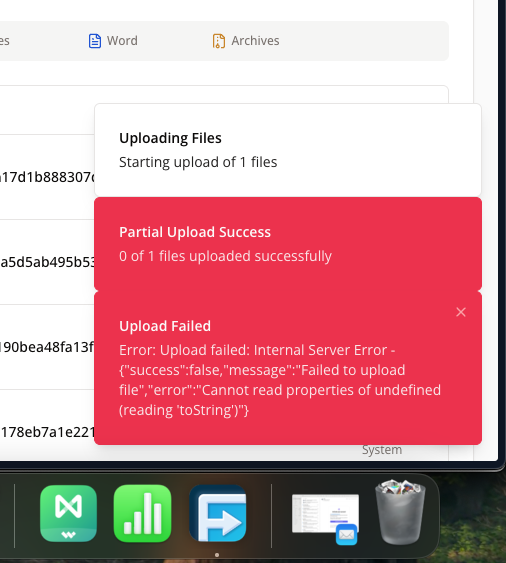 es
Word
Archives
a17d1b888307
Uploading Files
Starting upload of 1 files
a5d5ab495b53
Partial Upload Success
0 of 1 files uploaded successfully
190bea48fa13f
Upload Failed
Error: Upload failed: Internal Server Error -
{"success":false,"message":"Failed to upload
file","error":"Cannot read properties of undefined
(reading 'toString')"}
178eb7a1e221
System